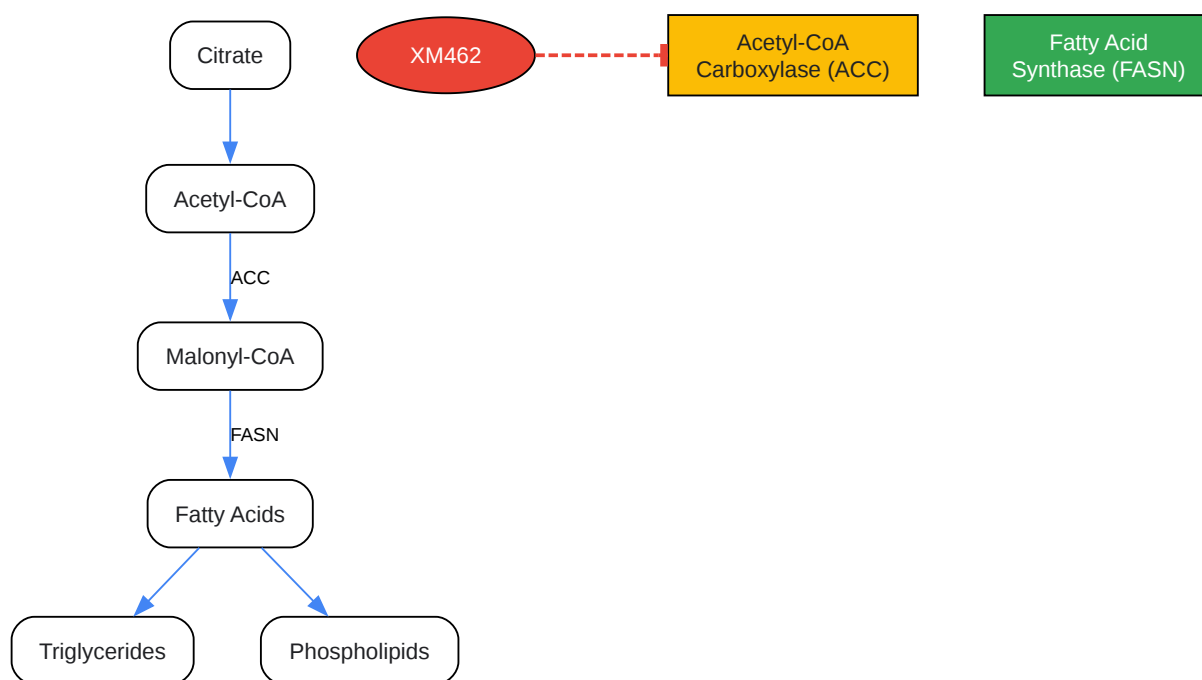 Citrate
XM462
Acetyl-CoA
Carboxylase (ACC)
Fatty Acid
Synthase (FASN)
Acetyl-CoA
ACC
Malonyl-CoA
FASN
Fatty Acids
Triglycerides
Phospholipids